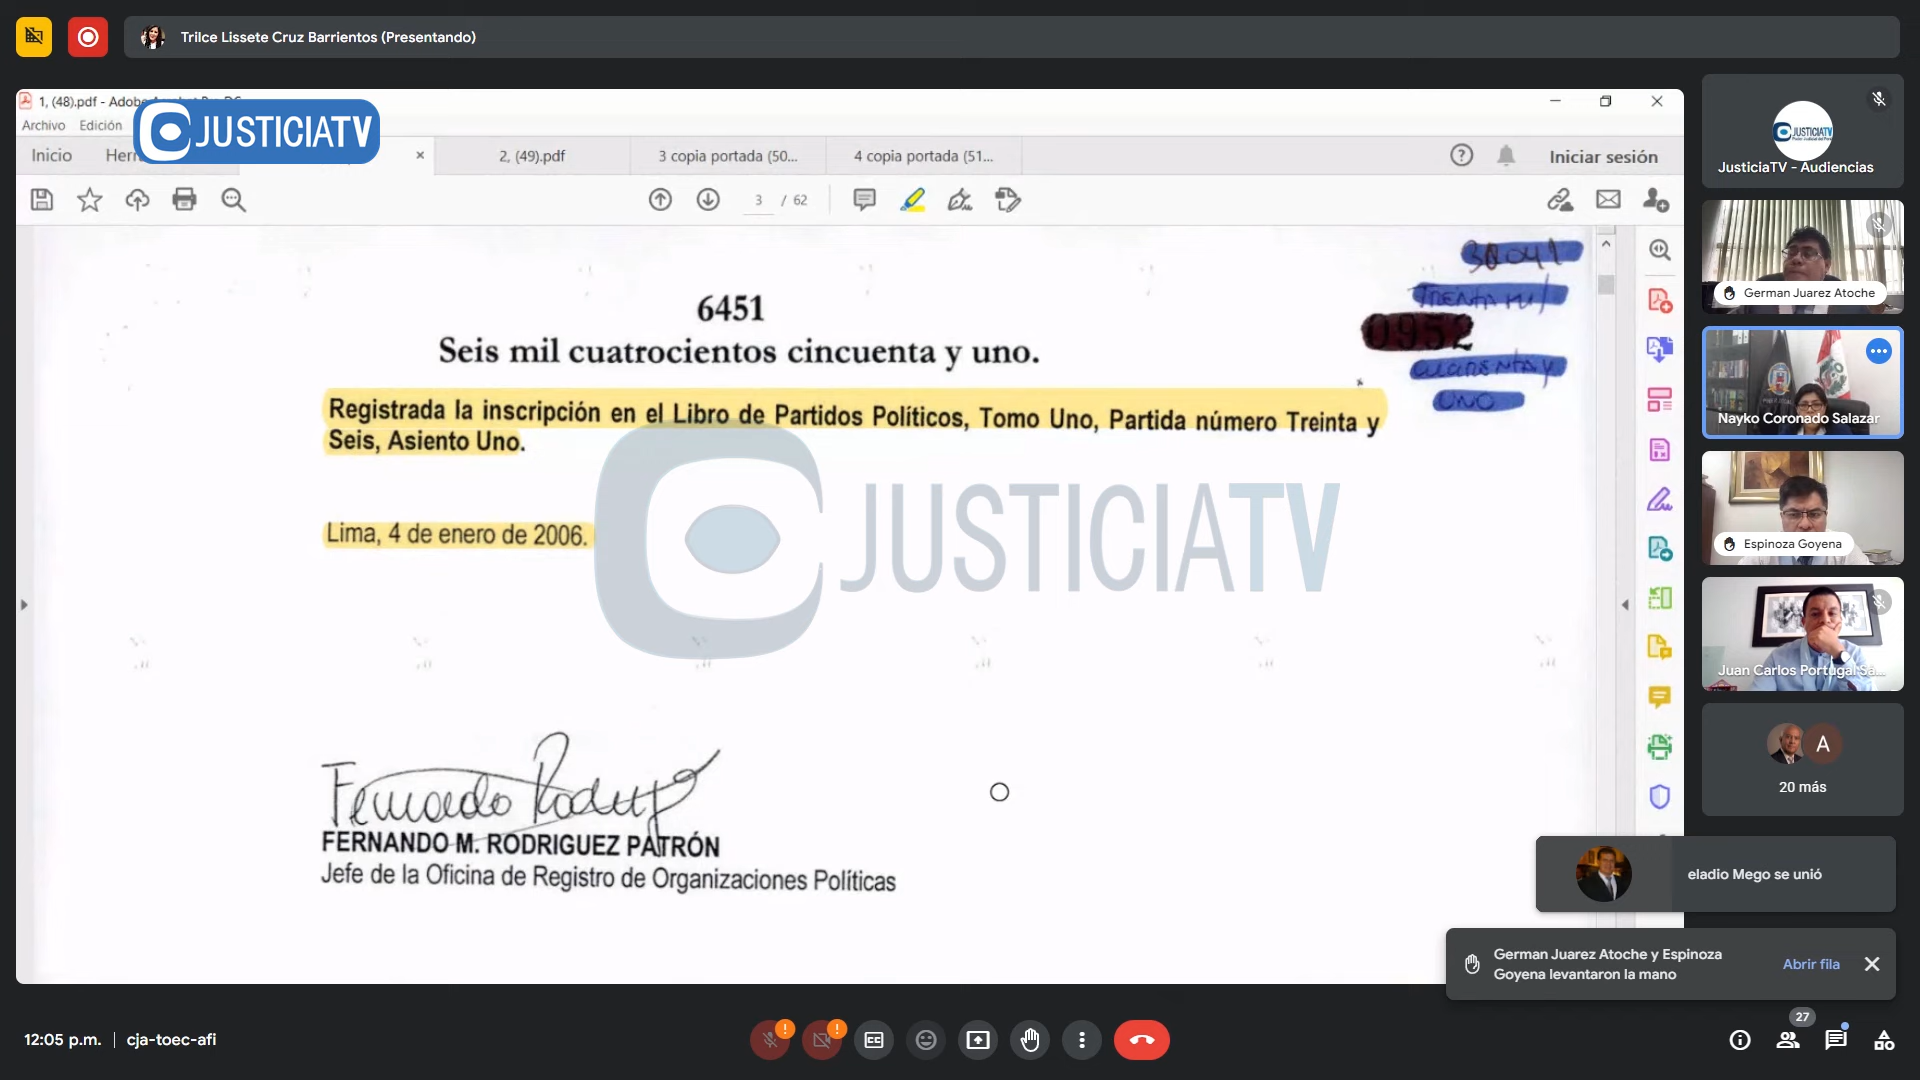 Trilce Lissete Cruz Barrientos (Presentando)
1, (48).pdf - Adobe
Archivo Edición
JUSTICIATV
Inicio
2, (49).pdf
3 copia portada (50...
4 copia portada (51...
Iniciar sesión
3 / 62
6451
Seis mil cuatrocientos cincuenta y uno.
30041
TREINTA MIL
0952
CUARENTA Y
UNO
Registrada la inscripción en el Libro de Partidos Políticos, Tomo Uno, Partida número Treinta y
Seis, Asiento Uno.
Lima, 4 de enero de 2006.
JUSTICIATV
FERNANDO M. RODRIGUEZ PATRÓN
Jefe de la Oficina de Registro de Organizaciones Políticas
JUSTICIATV
JusticiaTV - Audiencias
German Juarez Atoche
Nayko Coronado Salazar
Espinoza Goyena
Juan Carlos Portugal Sá...
A
20 más
eladio Mego se unió
German Juarez Atoche y Espinoza
Goyena levantaron la mano
Abrir fila
12:05 p.m. | cja-toec-afi
27